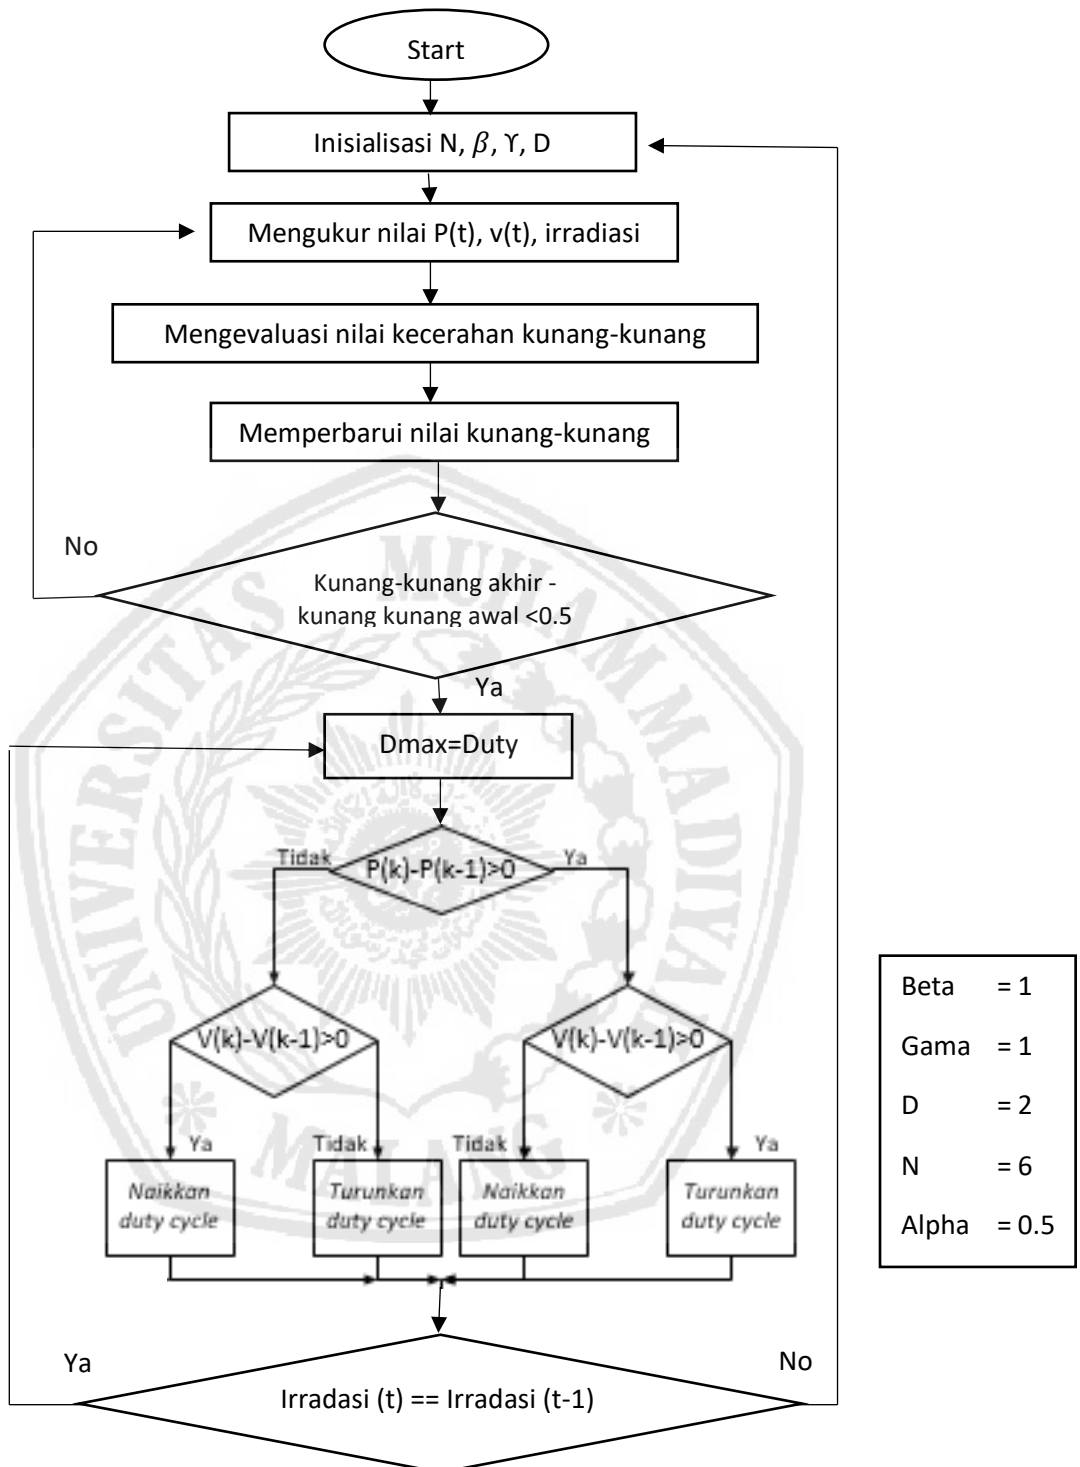 Start
Inisialisasi N, β, ϒ, D
Mengukur nilai P(t), v(t), irradiasi
Mengevaluasi nilai kecerahan kunang-kunang
Memperbarui nilai kunang-kunang
No
Kunang-kunang akhir -
kunang kunang awal <0.5
Ya
Dmax=Duty
Tidak
P(k)-P(k-1)>0
Ya
V(k)-V(k-1)>0
V(k)-V(k-1)>0
Ya
Tidak
Tidak
Ya
Naikkan
duty cycle
Turunkan
duty cycle
Naikkan
duty cycle
Turunkan
duty cycle
Ya
No
Irradasi (t) == Irradasi (t-1)
Beta = 1
Gama = 1
D = 2
N = 6
Alpha = 0.5
UNIVERSITAS MUHAMMADIYAH
MALANG